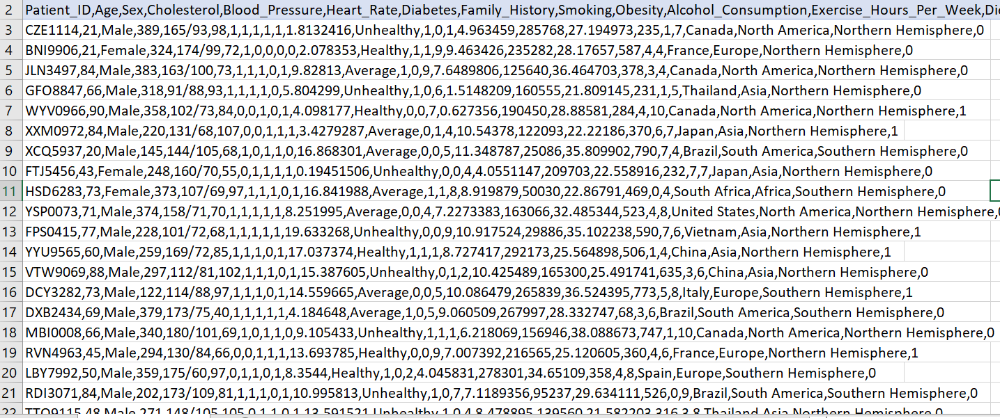 2 Patient_ID,Age,Sex,Cholesterol,Blood_Pressure,Heart_Rate,Diabetes,Family_History,Smoking,Obesity,Alcohol_Consumption,Exercise_Hours_Per_Week,Die
3 CZE1114,21,Male,389,165/93,98,1,1,1,1,1,1.8132416,Unhealthy,1,0,1,4.963459,285768,27.194973,235,1,7,Canada,North America,Northern Hemisphere,0
4 BNI9906,21,Female,324,174/99,72,1,0,0,0,0,2.078353,Healthy,1,1,9,9.463426,235282,28.17657,587,4,4,France,Europe,Northern Hemisphere,0
5 JLN3497,84,Male,383,163/100,73,1,1,1,0,1,9.82813,Average,1,0,9,7.6489806,125640,36.464703,378,3,4,Canada,North America,Northern Hemisphere,0
6 GFO8847,66,Male,318,91/88,93,1,1,1,1,0,5.804299,Unhealthy,1,0,6,1.5148209,160555,21.809145,231,1,5,Thailand,Asia,Northern Hemisphere,0
7 WYV0966,90,Male,358,102/73,84,0,0,1,0,1,4.098177,Healthy,0,0,7,0.627356,190450,28.88581,284,4,10,Canada,North America,Northern Hemisphere,1
8 XXM0972,84,Male,220,131/68,107,0,0,1,1,1,3.4279287,Average,0,1,4,10.54378,122093,22.22186,370,6,7,Japan,Asia,Northern Hemisphere,1
9 XCQ5937,20,Male,145,144/105,68,1,0,1,1,0,16.868301,Average,0,0,5,11.348787,25086,35.809902,790,7,4,Brazil,South America,Southern Hemisphere,0
10 FTJ5456,43,Female,248,160/70,55,0,1,1,1,1,0.19451506,Unhealthy,0,0,4,4.0551147,209703,22.558916,232,7,7,Japan,Asia,Northern Hemisphere,0
11 HSD6283,73,Female,373,107/69,97,1,1,1,0,1,16.841988,Average,1,1,8,8.919879,50030,22.86791,469,0,4,South Africa,Africa,Southern Hemisphere,0
12 YSP0073,71,Male,374,158/71,70,1,1,1,1,1,8.251995,Average,0,0,4,7.2273383,163066,32.485344,523,4,8,United States,North America,Northern Hemisphere,
13 FPS0415,77,Male,228,101/72,68,1,1,1,1,1,19.633268,Unhealthy,0,0,9,10.917524,29886,35.102238,590,7,6,Vietnam,Asia,Northern Hemisphere,1
14 YYU9565,60,Male,259,169/72,85,1,1,1,0,1,17.037374,Healthy,1,1,1,8.727417,292173,25.564898,506,1,4,China,Asia,Northern Hemisphere,1
15 VTW9069,88,Male,297,112/81,102,1,1,1,0,1,15.387605,Unhealthy,0,1,2,10.425489,165300,25.491741,635,3,6,China,Asia,Northern Hemisphere,0
16 DCY3282,73,Male,122,114/88,97,1,1,1,0,1,14.559665,Average,0,0,5,10.086479,265839,36.524395,773,5,8,Italy,Europe,Southern Hemisphere,1
17 DXB2434,69,Male,379,173/75,40,1,1,1,1,1,4.184648,Average,1,0,5,9.060509,267997,28.332747,68,3,6,Brazil,South America,Southern Hemisphere,0
18 MBI0008,66,Male,340,180/101,69,1,0,1,1,0,9.105433,Unhealthy,1,1,1,6.218069,156946,38.088673,747,1,10,Canada,North America,Northern Hemisphere,0
19 RVN4963,45,Male,294,130/84,66,0,0,1,1,1,13.693785,Healthy,0,0,9,7.007392,216565,25.120605,360,4,6,France,Europe,Northern Hemisphere,1
20 LBY7992,50,Male,359,175/60,97,0,1,1,0,1,8.3544,Healthy,1,0,2,4.045831,278301,34.65109,358,4,8,Spain,Europe,Southern Hemisphere,0
21 RDI3071,84,Male,202,173/109,81,1,1,1,0,1,10.995813,Unhealthy,1,0,7,7.1189356,95237,29.634111,526,0,9,Brazil,South America,Southern Hemisphere,0
22 TTO9115,48,Male,271,148/105,105,0,1,1,0,1,13.591521,Unhealthy,1,0,4,8.478895,139560,21.582203,316,3,8,Thailand,Asia,Northern Hemisphere,0